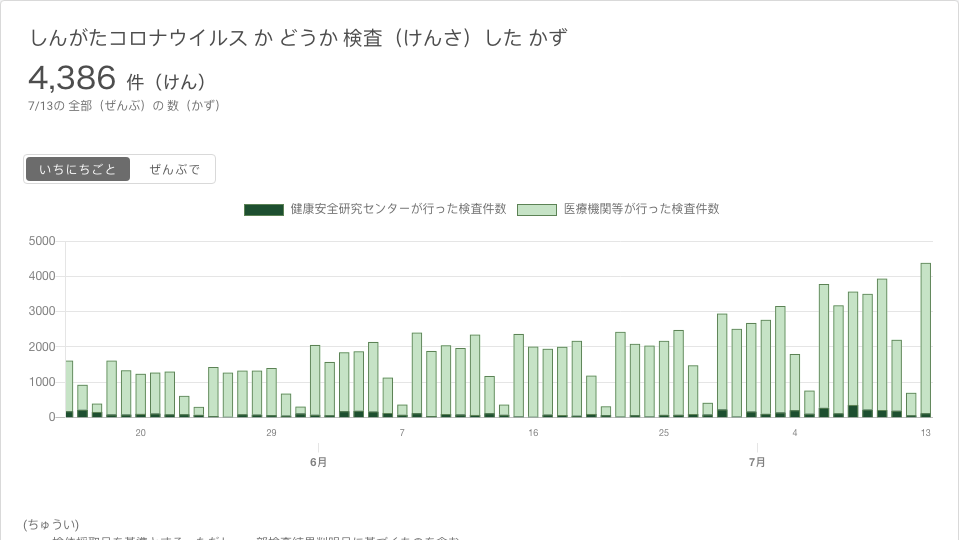 しんがたコロナウイルス か どうか 検査（けんさ）した かず
4,386 件（けん）
7/13の 全部（ぜんぶ）の 数（かず）
いちにちごと ぜんぶで
健康安全研究センターが行った検査件数 医療機関等が行った検査件数
5000
4000
3000
2000
1000
0
20 29 7 16 25 4 13
6月 7月
(ちゅうい)